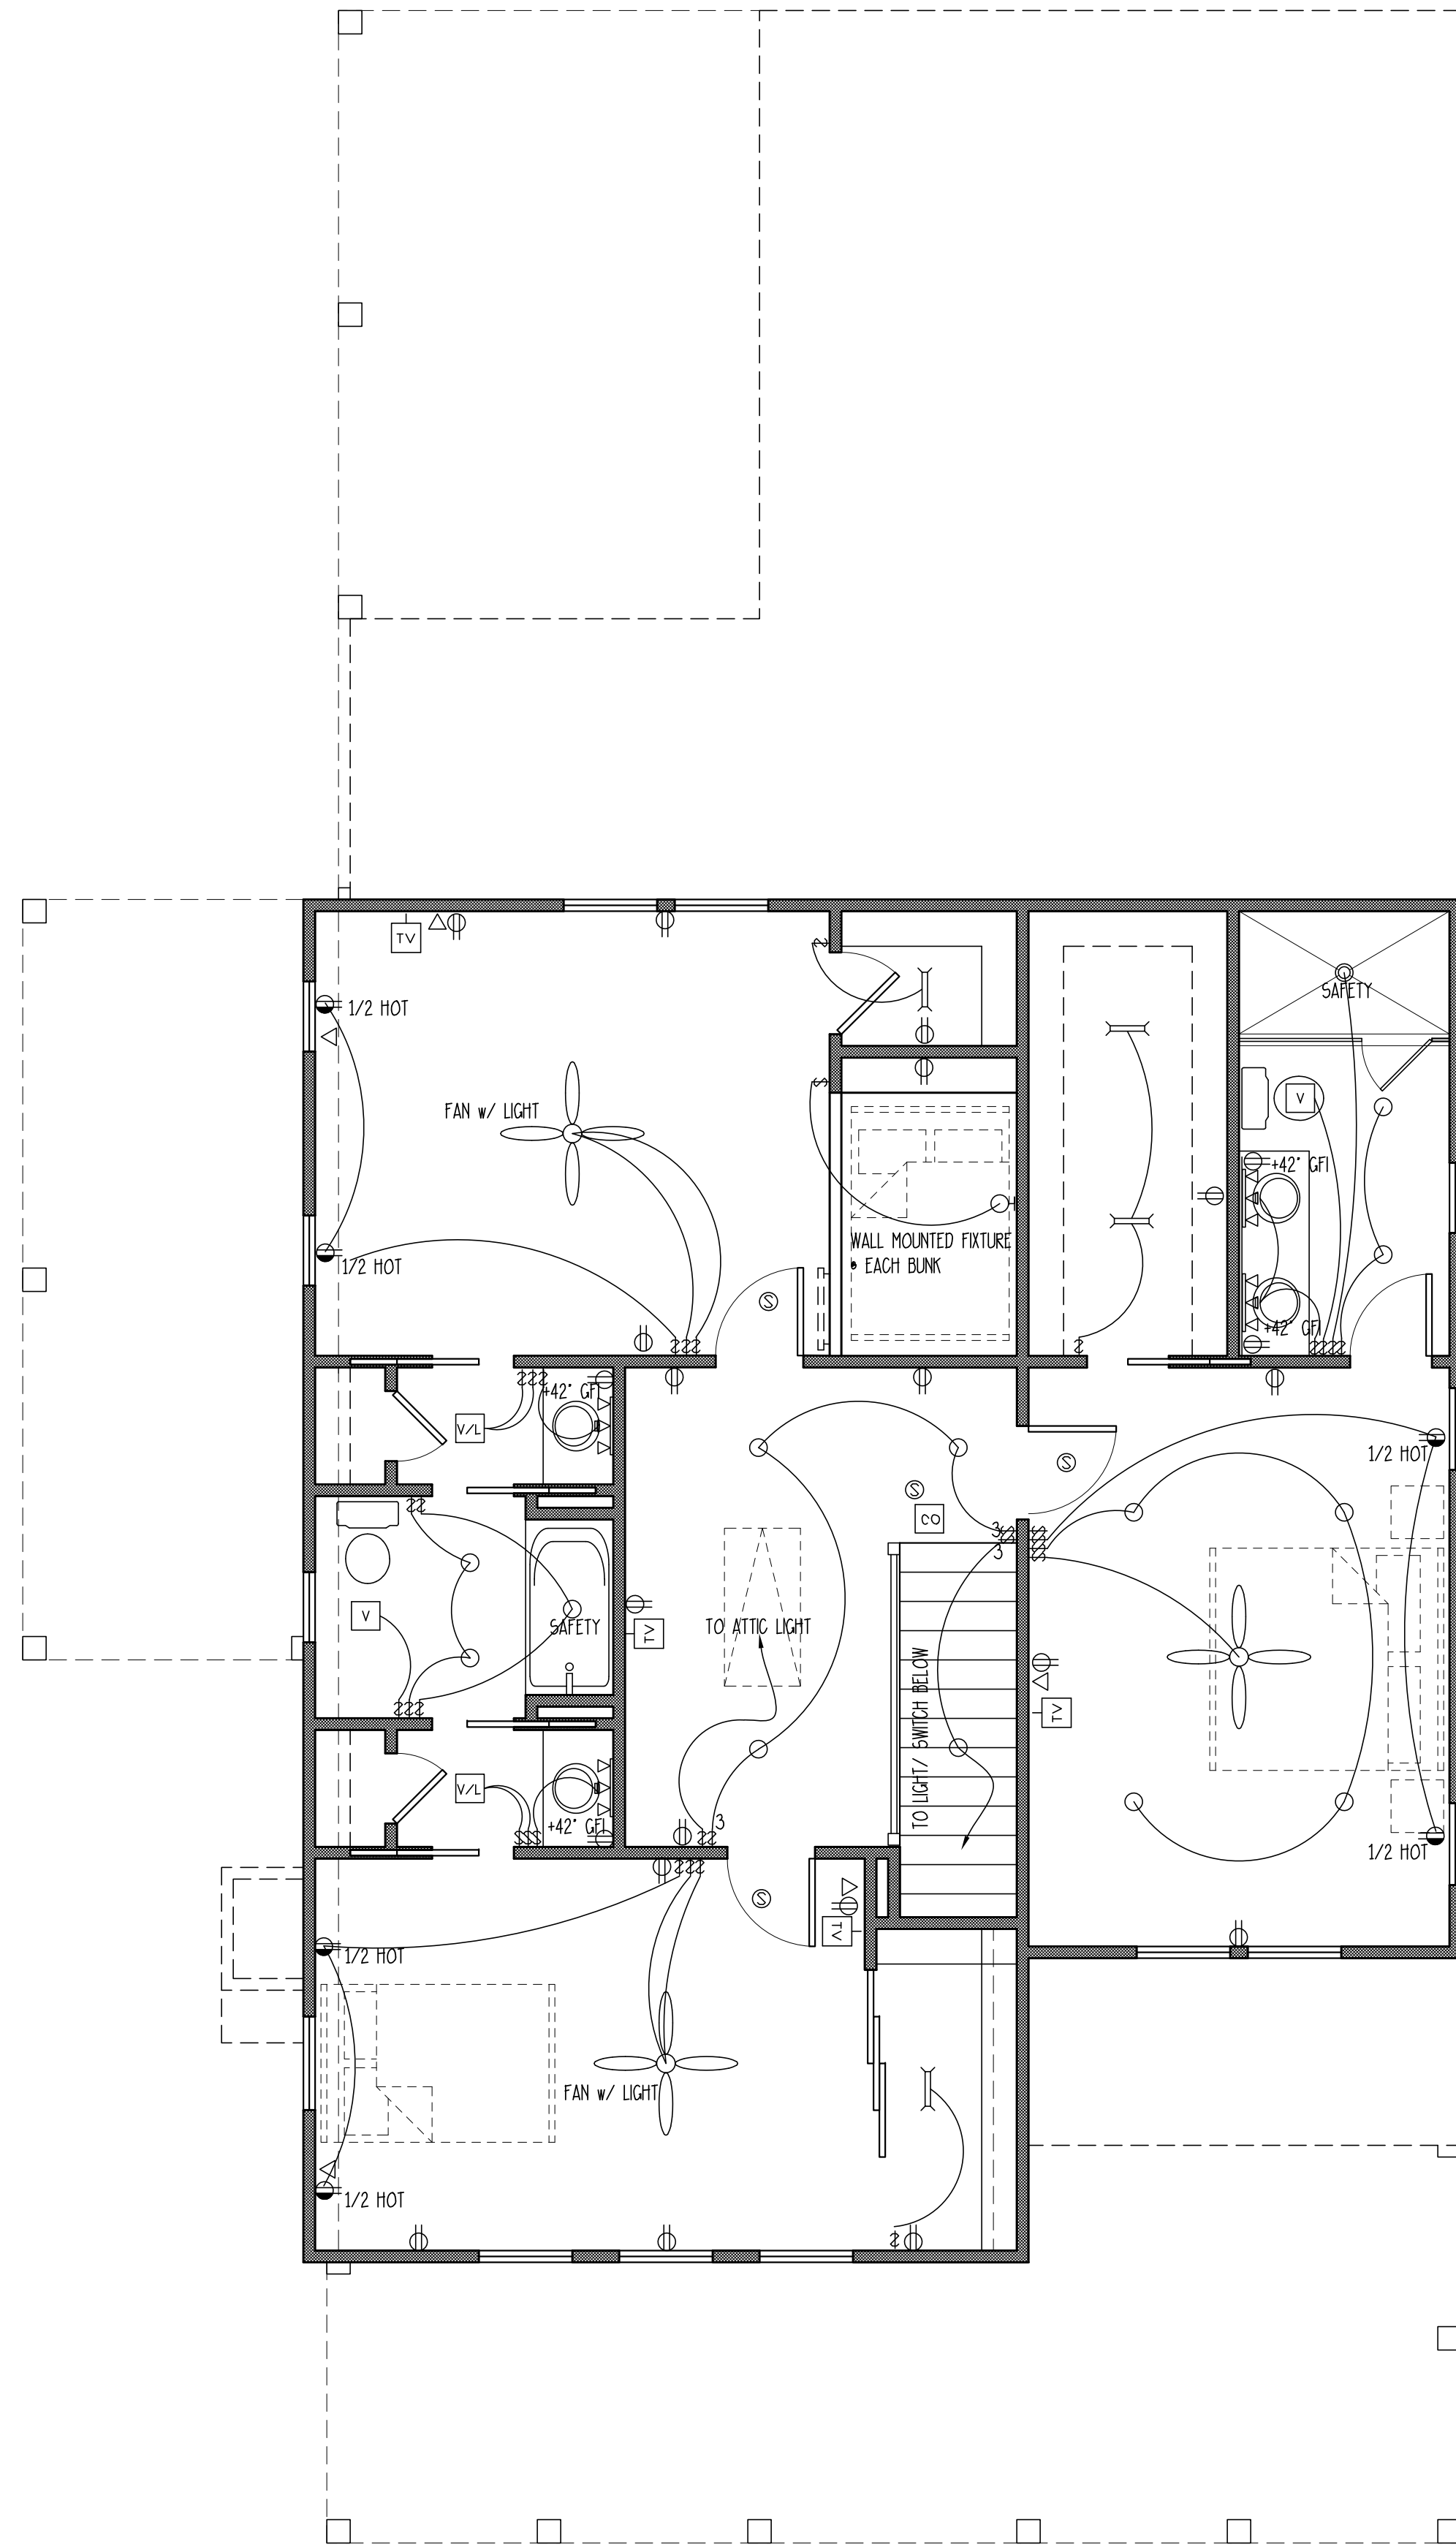 TV
1/2 HOT
SAFETY
FAN w/ LIGHT
V
+42" GFI
WALL MOUNTED FIXTURE
@ EACH BUNK
1/2 HOT
S
+42" GFI
+42" GFI
V/L
1/2 HOT
S
S
CO
3
3
V
SAFETY
TV
TO ATTIC LIGHT
TO LIGHT/ SWITCH BELOW
TV
V/L
+42" GFI
3
1/2 HOT
S
TV
1/2 HOT
FAN w/ LIGHT
1/2 HOT